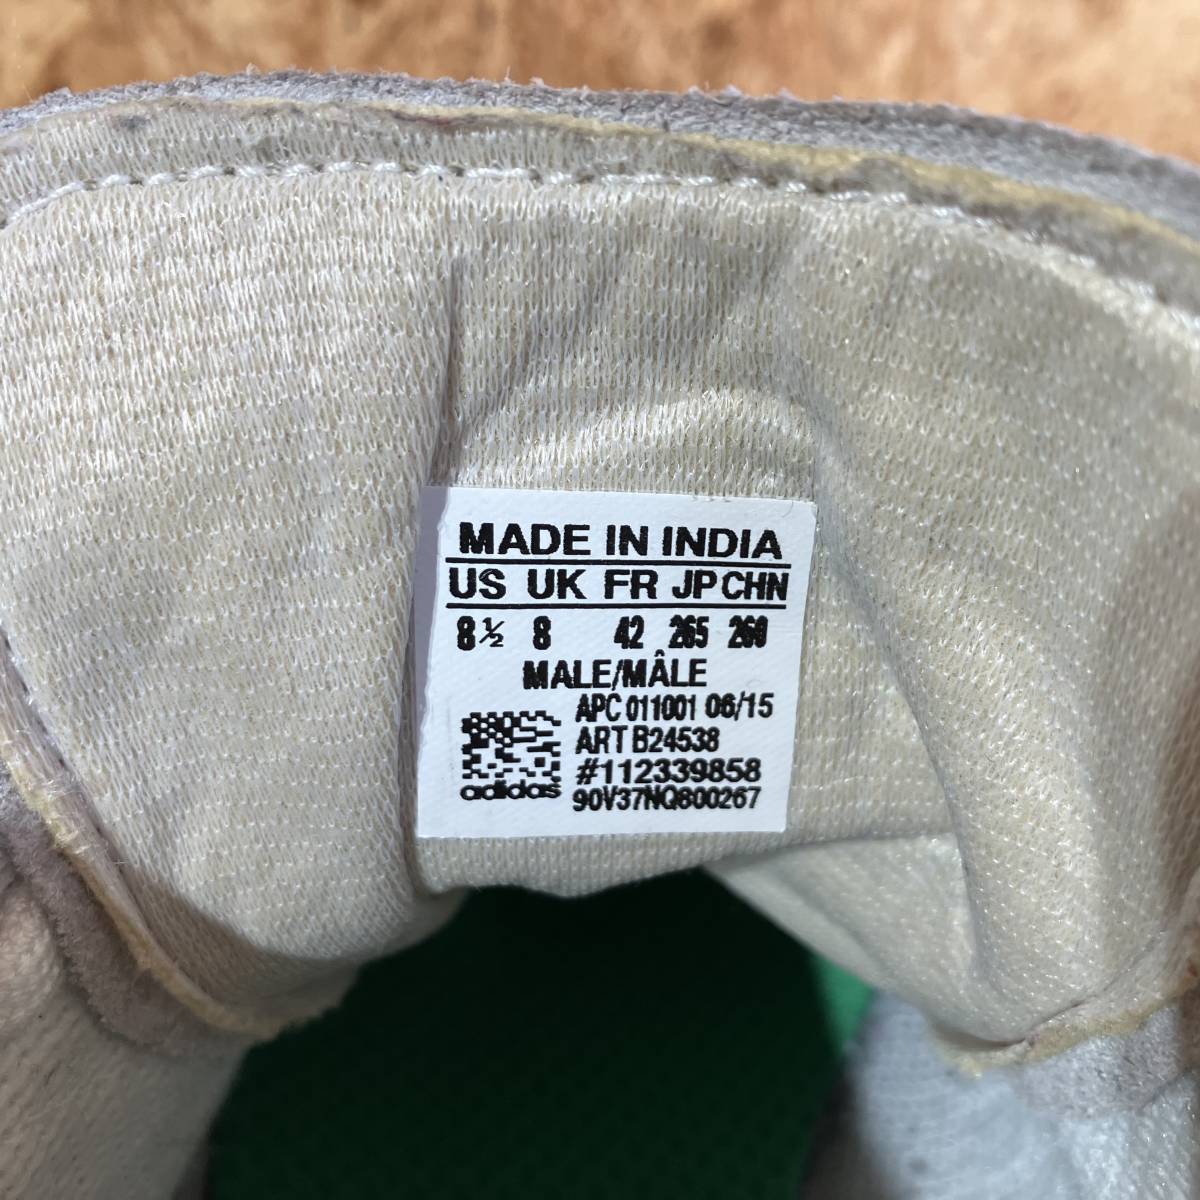 MADE IN INDIA
US UK FR JP CHN
8½ 8 42 265 260
MALE/MÂLE
APC 011001 06/15
ART B24538
#112339858
adidas
90V37NQ800267